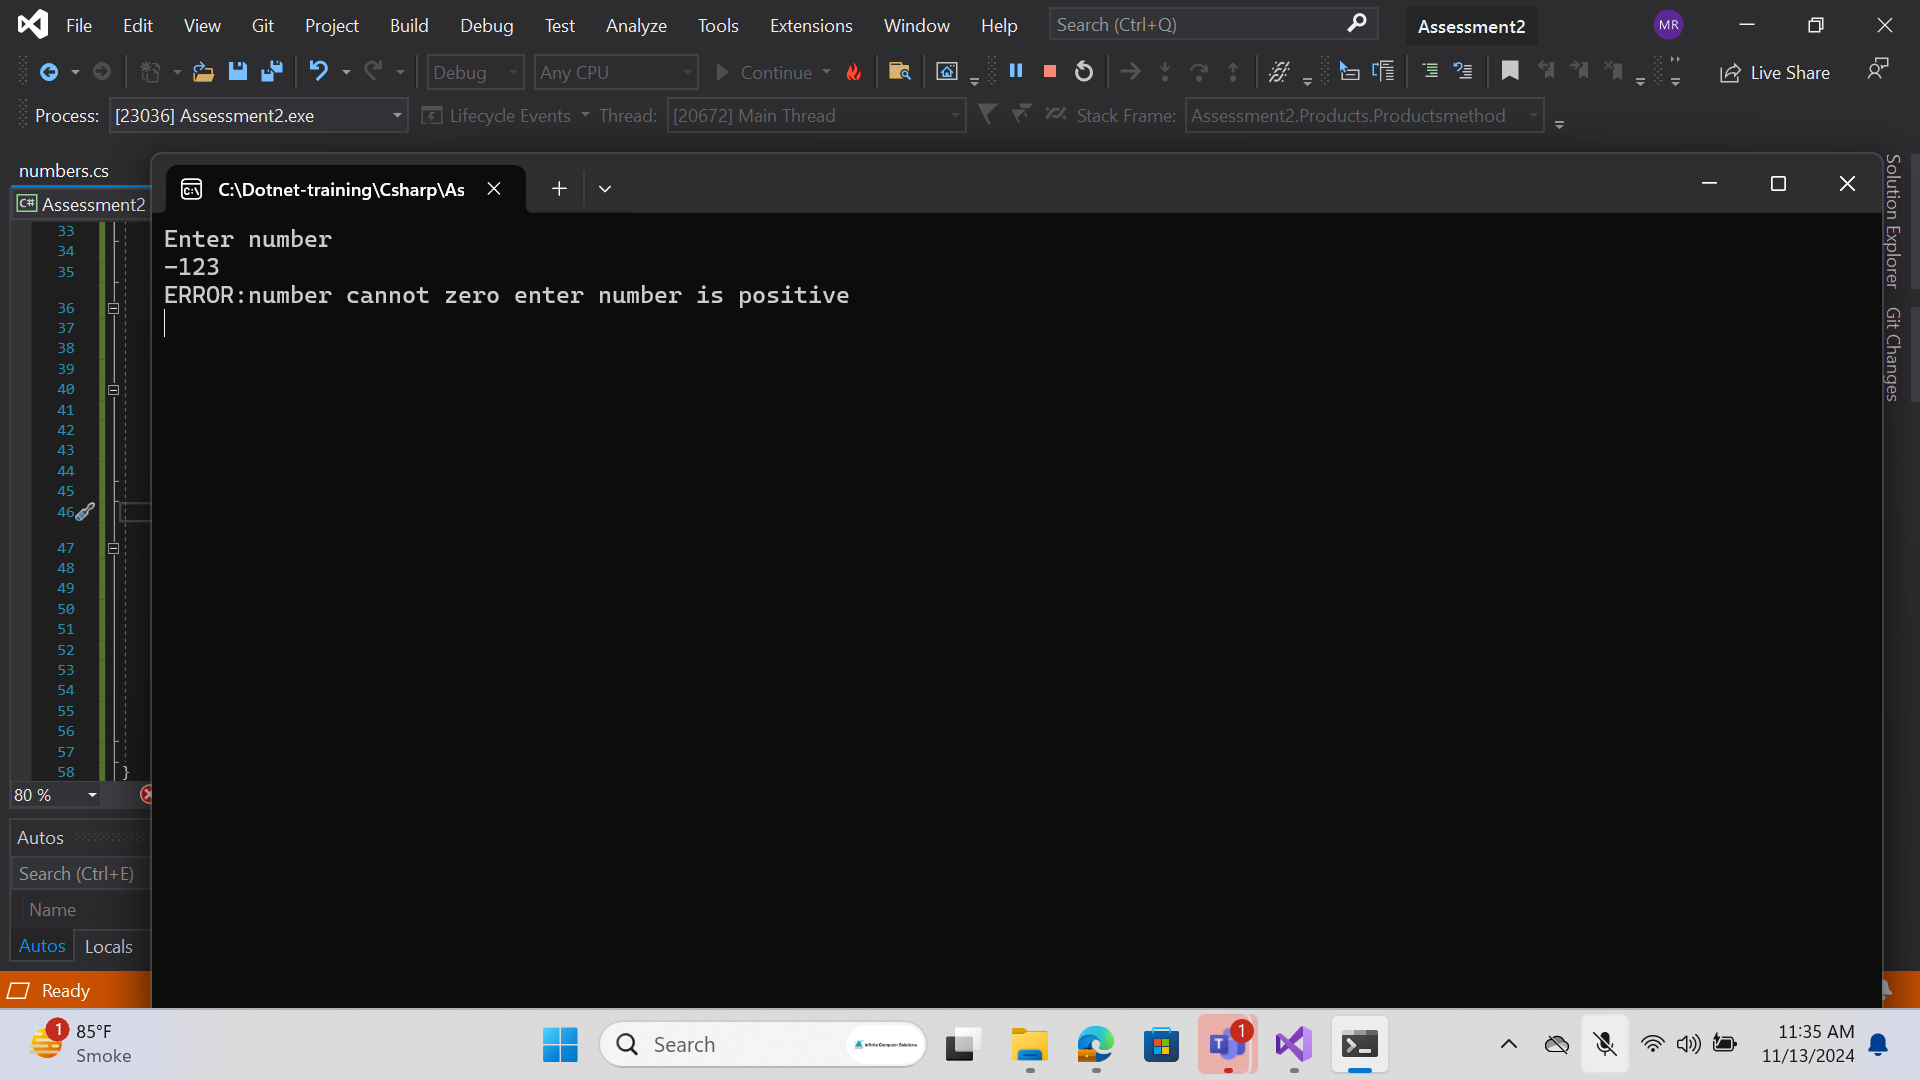 File Edit View Git Project Build Debug Test Analyze Tools Extensions Window Help Search (Ctrl+Q) Assessment2 MR
Debug Any CPU Continue Live Share
Process: [23036] Assessment2.exe Lifecycle Events Thread: [20672] Main Thread Stack Frame: Assessment2.Products.Productsmethod
numbers.cs
C:\Dotnet-training\Csharp\As
C# Assessment2
Enter number
-123
ERROR:number cannot zero enter number is positive
33
34
35
36
37
38
39
40
41
42
43
44
45
46
47
48
49
50
51
52
53
54
55
56
57
58 }
80 %
Autos
Search (Ctrl+E)
Name
Autos Locals
Ready
Solution Explorer
Git Changes
1 85°F
Smoke
Search
Infinite Computer Solutions
1
11:35 AM
11/13/2024